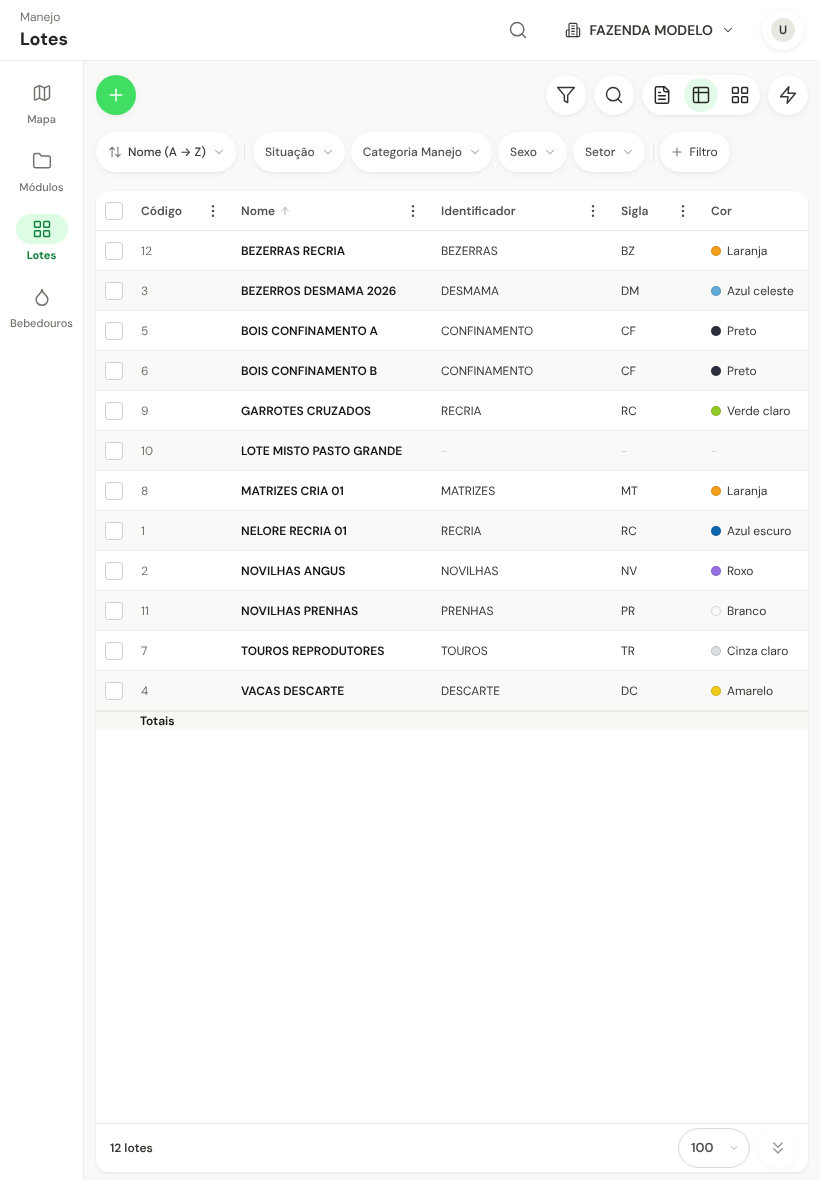 Manejo
Lotes
FAZENDA MODELO
U
Mapa
Módulos
Lotes
Bebedouros
Nome (A → Z)
Situação
Categoria Manejo
Sexo
Setor
Filtro
Código Nome Identificador Sigla Cor
12 BEZERRAS RECRIA BEZERRAS BZ Laranja
3 BEZERROS DESMAMA 2026 DESMAMA DM Azul celeste
5 BOIS CONFINAMENTO A CONFINAMENTO CF Preto
6 BOIS CONFINAMENTO B CONFINAMENTO CF Preto
9 GARROTES CRUZADOS RECRIA RC Verde claro
10 LOTE MISTO PASTO GRANDE - - -
8 MATRIZES CRIA 01 MATRIZES MT Laranja
1 NELORE RECRIA 01 RECRIA RC Azul escuro
2 NOVILHAS ANGUS NOVILHAS NV Roxo
11 NOVILHAS PRENHAS PRENHAS PR Branco
7 TOUROS REPRODUTORES TOUROS TR Cinza claro
4 VACAS DESCARTE DESCARTE DC Amarelo
Totais
12 lotes
100